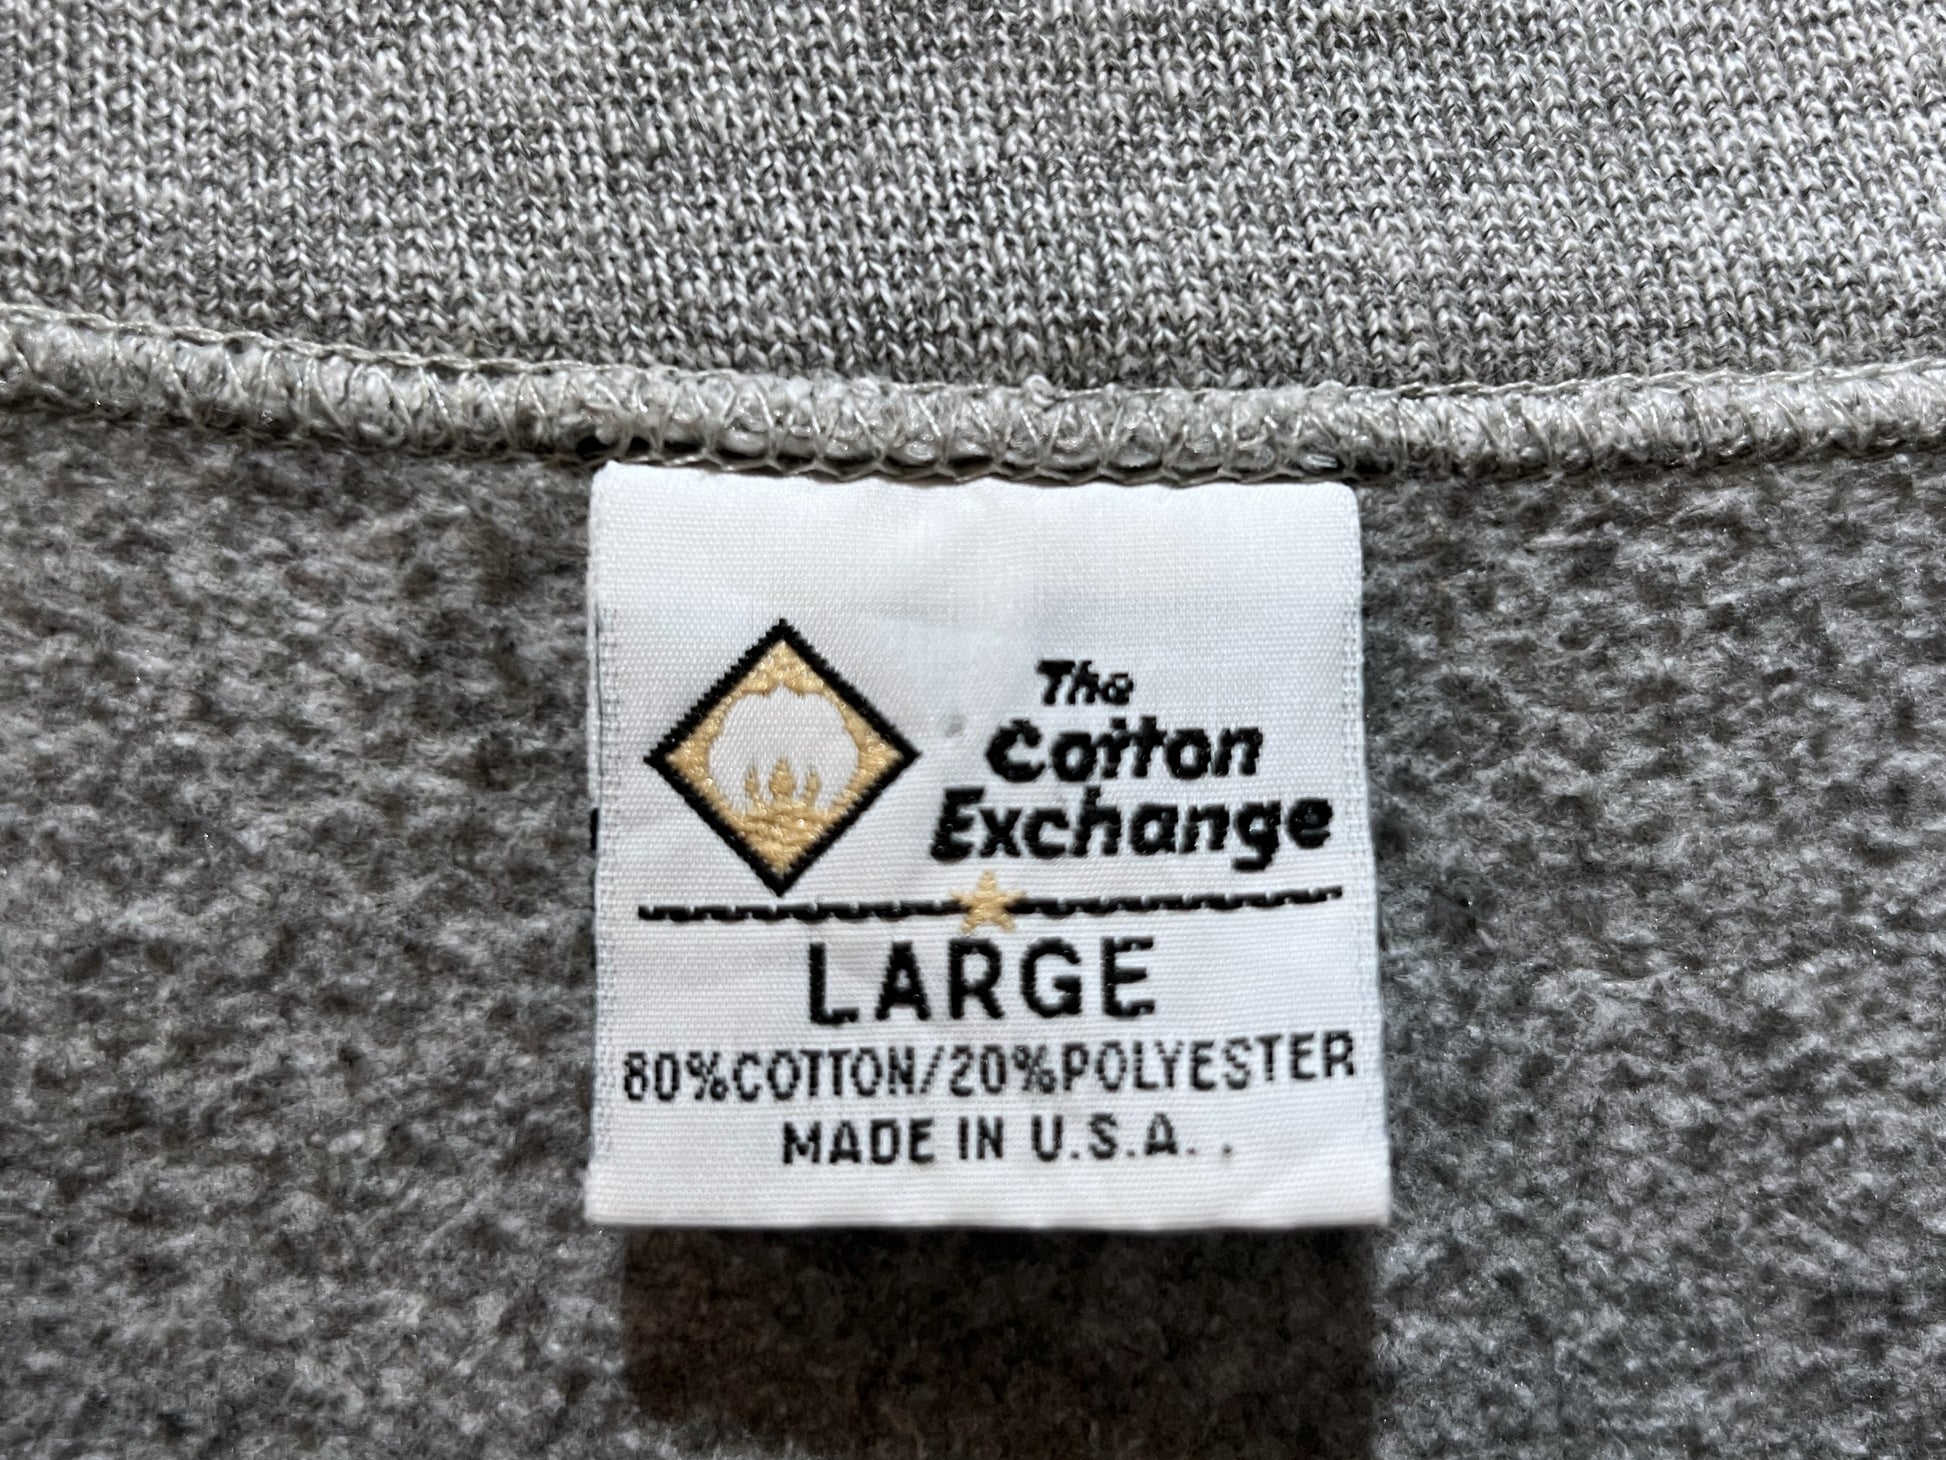 The
Cotton
Exchange
LARGE
80%COTTON/20%POLYESTER
MADE IN U.S.A. .